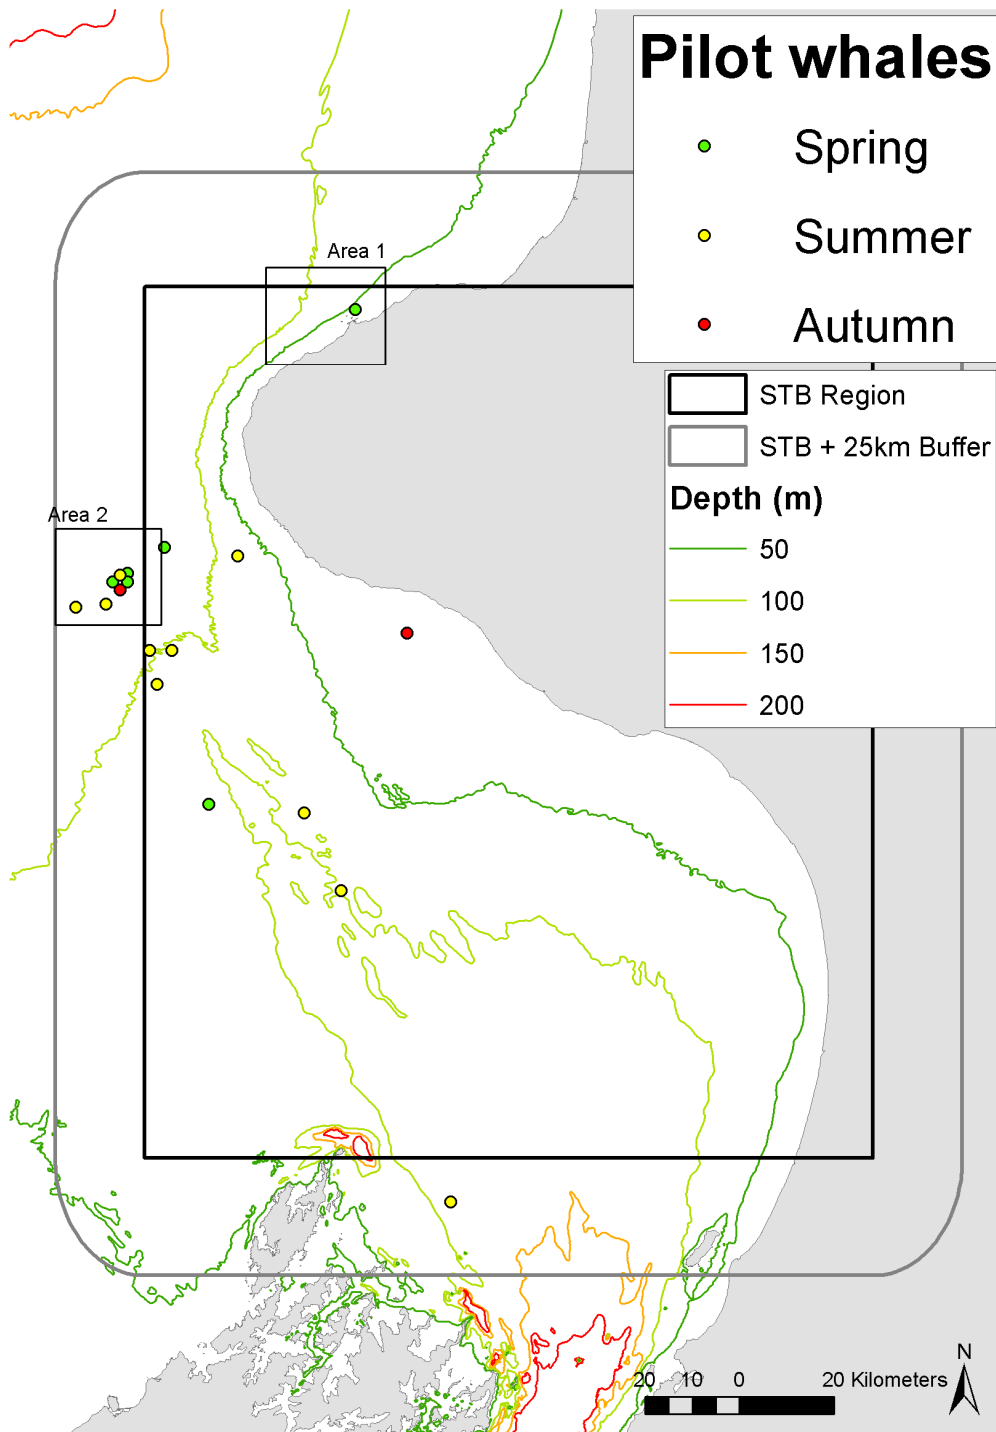 Pilot whales
Spring
Summer
Autumn
STB Region
STB + 25km Buffer
Depth (m)
50
100
150
200
Area 1
Area 2
N
20 10 0 20 Kilometers